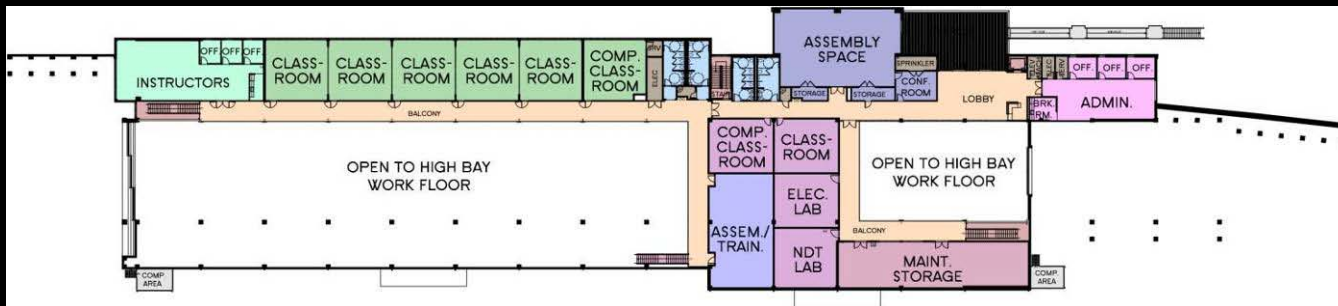 OFF. OFF. OFF.
INSTRUCTORS
CLASS-
ROOM
CLASS-
ROOM
CLASS-
ROOM
CLASS-
ROOM
CLASS-
ROOM
COMP.
CLASS-
ROOM
ELEC
STAIR
ASSEMBLY
SPACE
SPRINKLER
STORAGE
STORAGE
CONF.
ROOM
LOBBY
ELEV
ELEC
OFF. OFF. OFF.
BRK
RM.
ADMIN.
BALCONY
OPEN TO HIGH BAY
WORK FLOOR
COMP.
CLASS-
ROOM
CLASS-
ROOM
OPEN TO HIGH BAY
WORK FLOOR
ASSEM./
TRAIN.
ELEC.
LAB
NDT
LAB
BALCONY
MAINT.
STORAGE
COMP.
AREA
COMP.
AREA